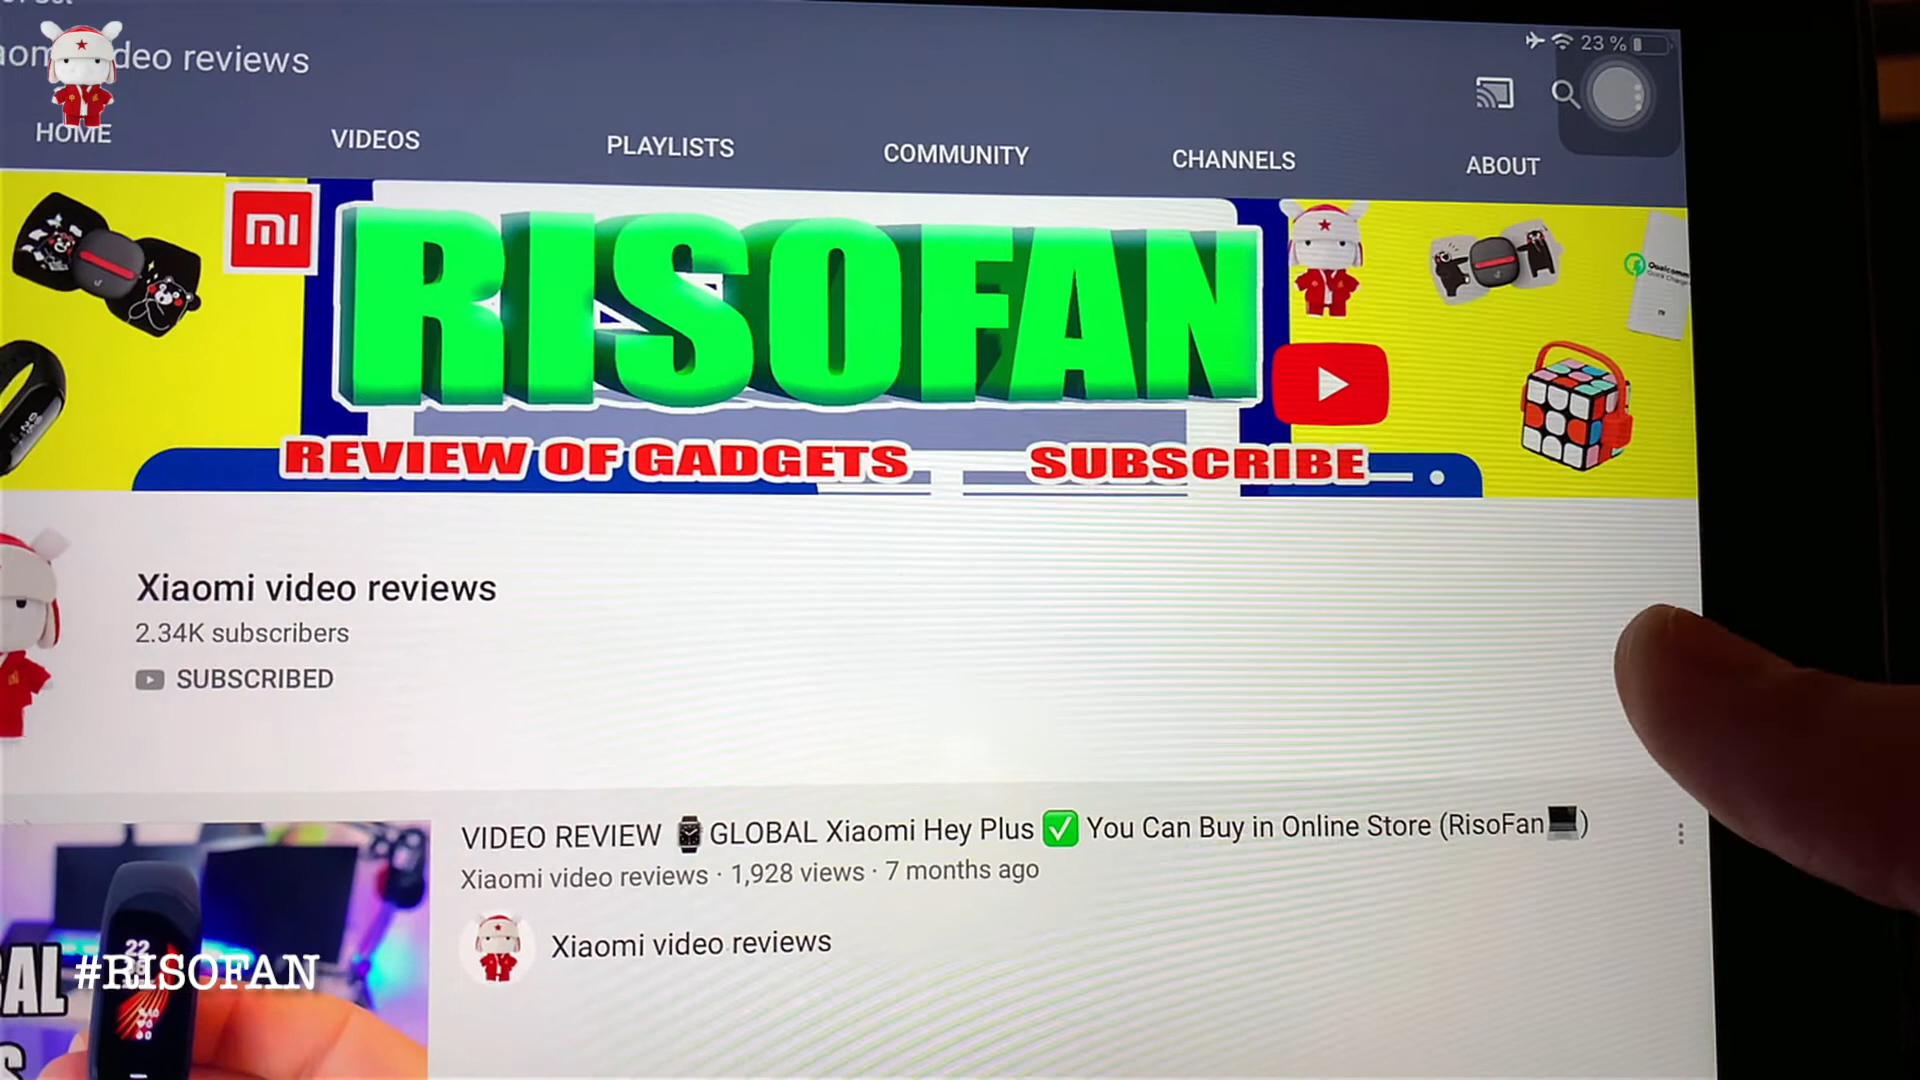 deo reviews
23 %
HOME
VIDEOS
PLAYLISTS
COMMUNITY
CHANNELS
ABOUT
mi
RISOFAN
Qualcomm
REVIEW OF GADGETS
SUBSCRIBE
Xiaomi video reviews
2.34K subscribers
SUBSCRIBED
VIDEO REVIEW ⌚ GLOBAL Xiaomi Hey Plus ✅ You Can Buy in Online Store (RisoFan💻)
Xiaomi video reviews · 1,928 views · 7 months ago
Xiaomi video reviews
22
#RISOFAN